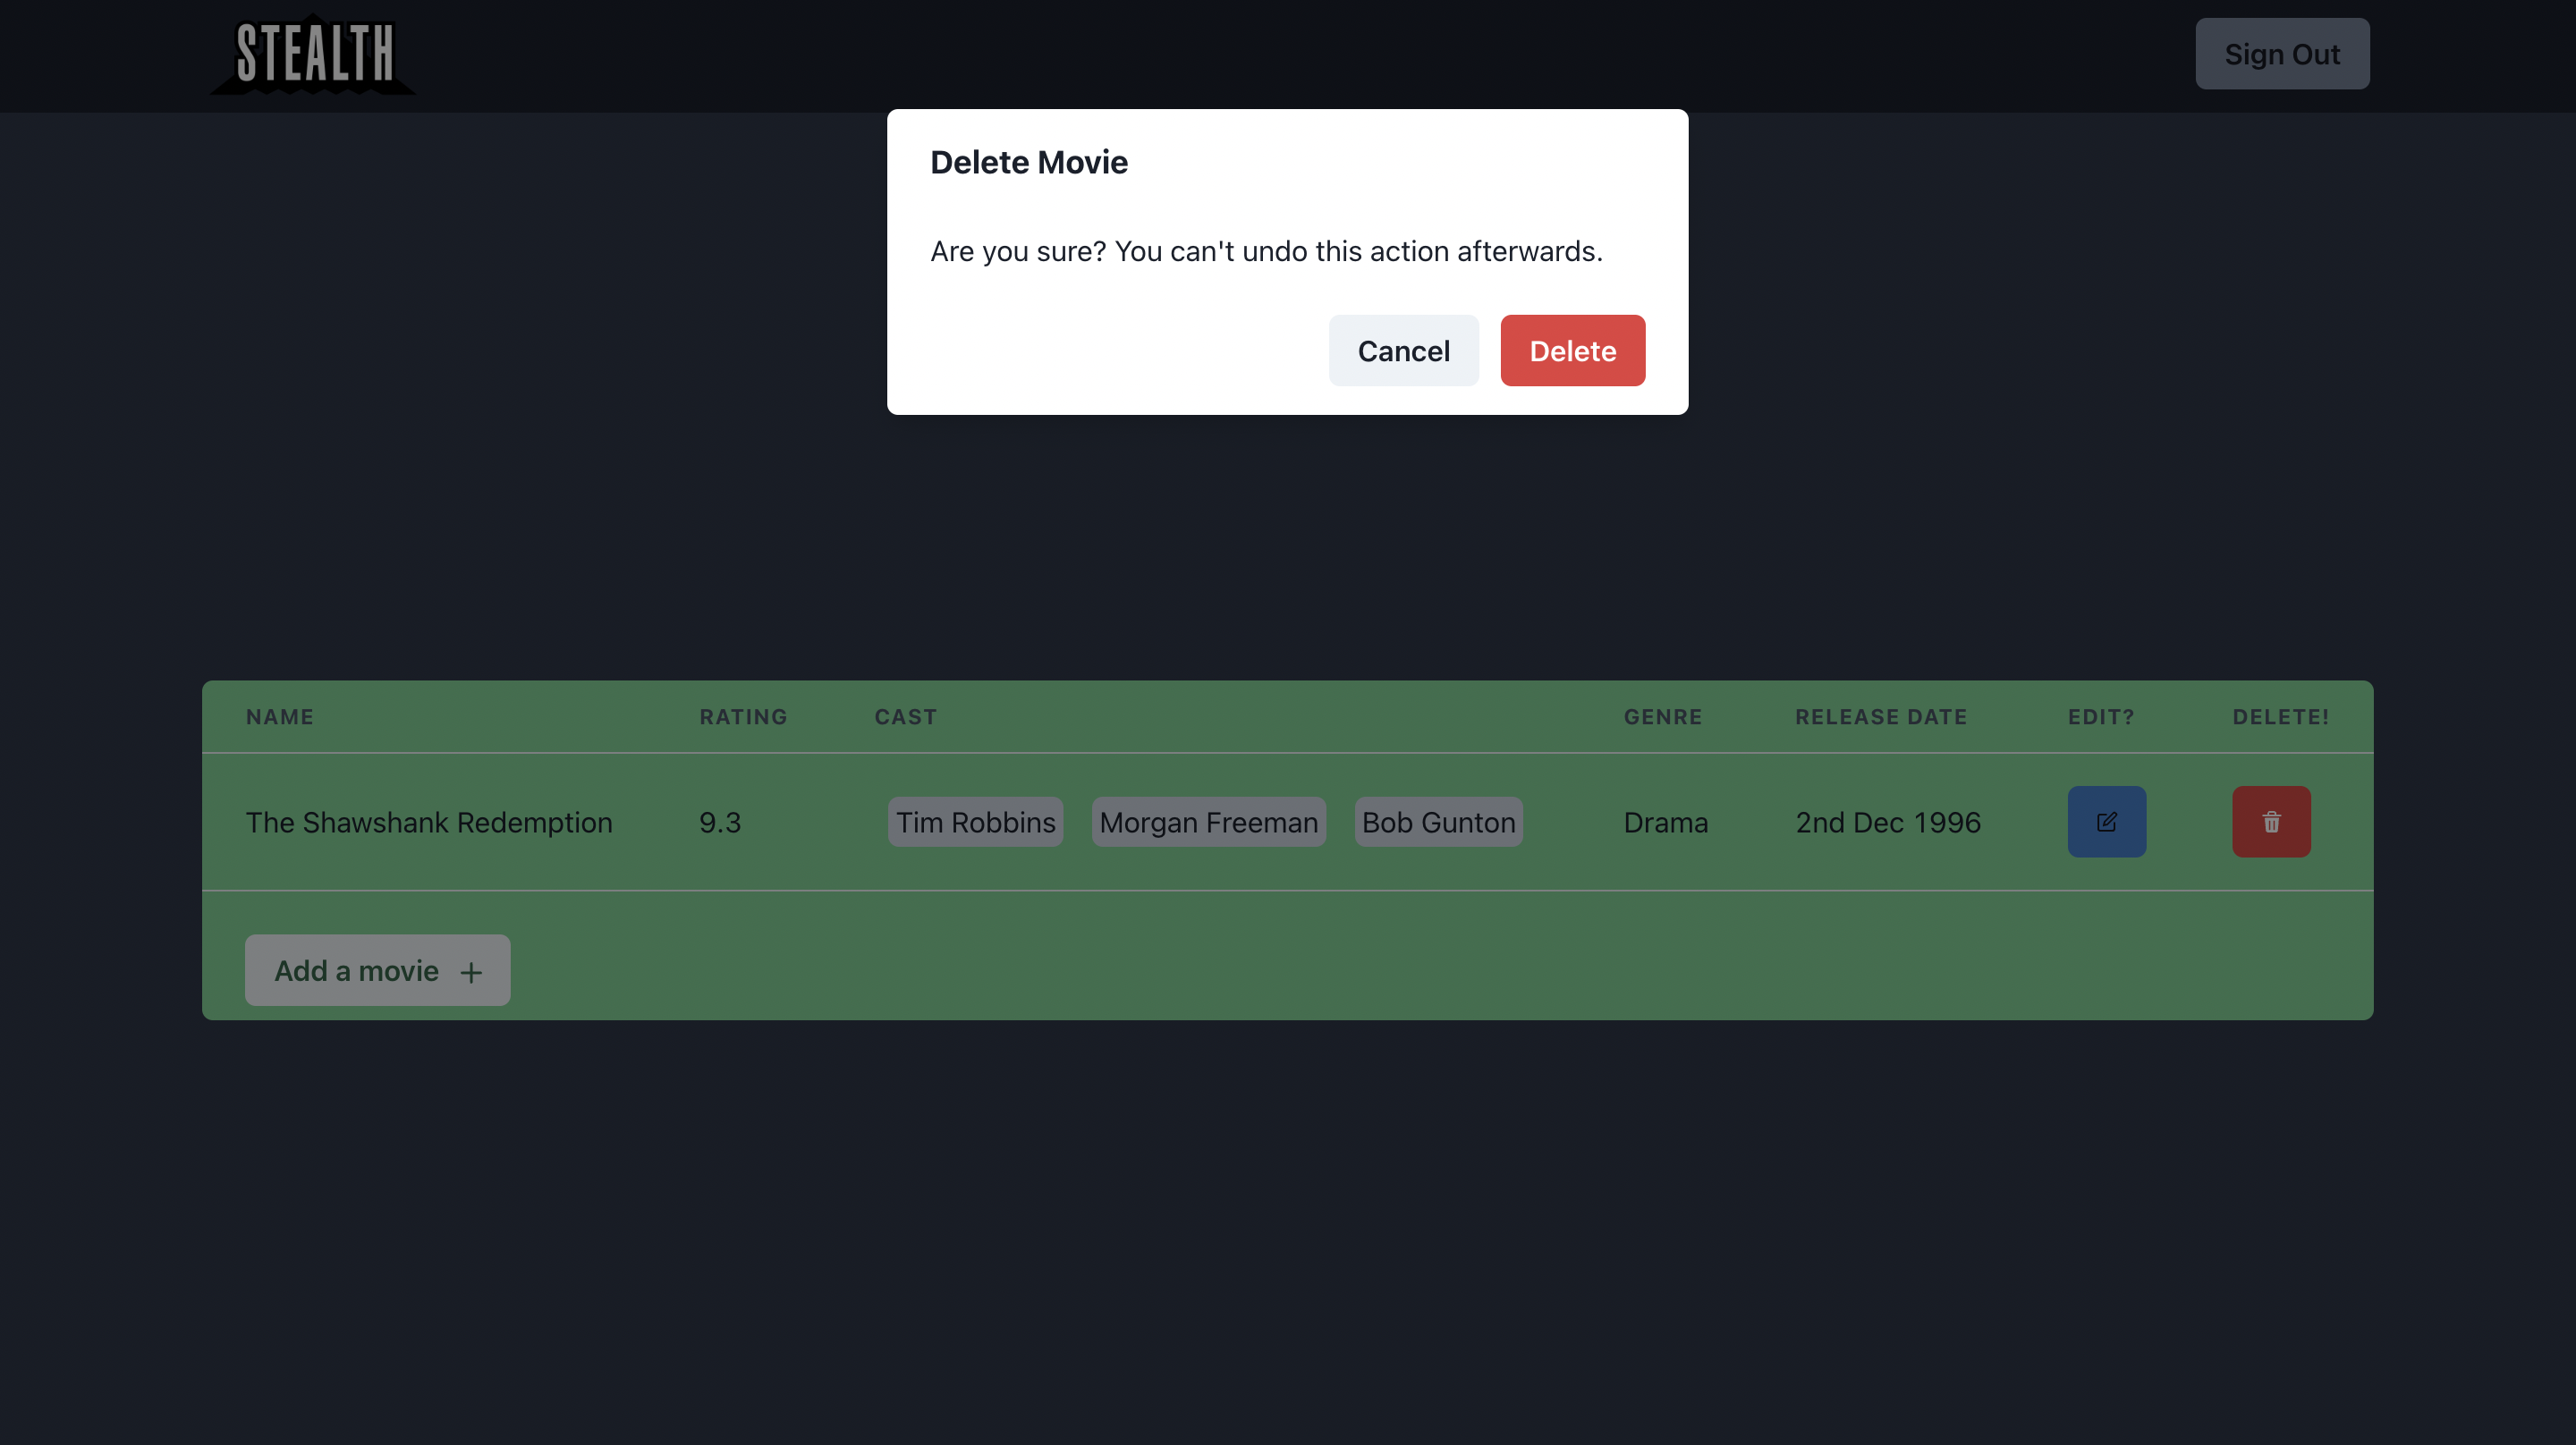 STEALTH
Sign Out
Delete Movie
Are you sure? You can't undo this action afterwards.
Cancel Delete
NAME RATING CAST GENRE RELEASE DATE EDIT? DELETE!
The Shawshank Redemption 9.3 Tim Robbins Morgan Freeman Bob Gunton Drama 2nd Dec 1996
Add a movie +